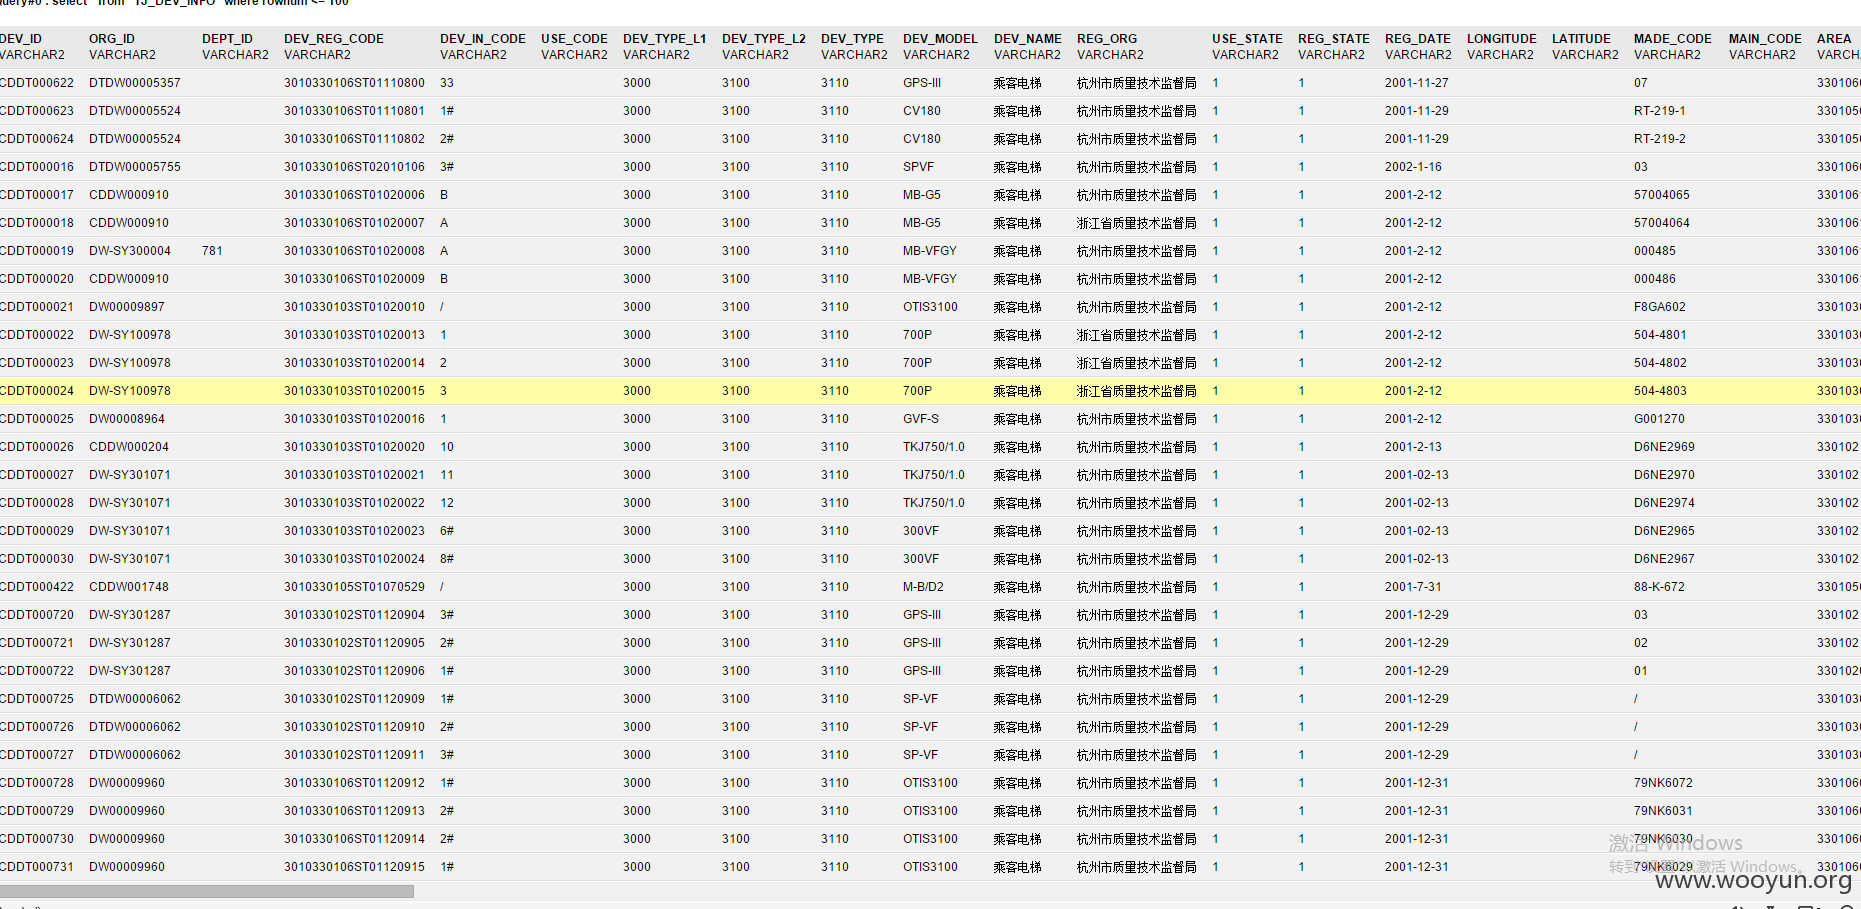 Query#0 : select * from "TJ_DEV_INFO" where rownum <= 100
DEV_ID ORG_ID DEPT_ID DEV_REG_CODE DEV_IN_CODE USE_CODE DEV_TYPE_L1 DEV_TYPE_L2 DEV_TYPE DEV_MODEL DEV_NAME REG_ORG USE_STATE REG_STATE REG_DATE LONGITUDE LATITUDE MADE_CODE MAIN_CODE AREA
VARCHAR2 VARCHAR2 VARCHAR2 VARCHAR2 VARCHAR2 VARCHAR2 VARCHAR2 VARCHAR2 VARCHAR2 VARCHAR2 VARCHAR2 VARCHAR2 VARCHAR2 VARCHAR2 VARCHAR2 VARCHAR2 VARCHAR2 VARCHAR2 VARCHAR2 VARCH
CDDT000622 DTDW00005357 3010330106ST01110800 33 3000 3100 3110 GPS-III 乘客电梯 杭州市质量技术监督局 1 1 2001-11-27 07 330106
CDDT000623 DTDW00005524 3010330106ST01110801 1# 3000 3100 3110 CV180 乘客电梯 杭州市质量技术监督局 1 1 2001-11-29 RT-219-1 330105
CDDT000624 DTDW00005524 3010330106ST01110802 2# 3000 3100 3110 CV180 乘客电梯 杭州市质量技术监督局 1 1 2001-11-29 RT-219-2 330105
CDDT000016 DTDW00005755 3010330106ST02010106 3# 3000 3100 3110 SPVF 乘客电梯 杭州市质量技术监督局 1 1 2002-1-16 03 330106
CDDT000017 CDDW000910 3010330106ST01020006 B 3000 3100 3110 MB-G5 乘客电梯 杭州市质量技术监督局 1 1 2001-2-12 57004065 330106
CDDT000018 CDDW000910 3010330106ST01020007 A 3000 3100 3110 MB-G5 乘客电梯 浙江省质量技术监督局 1 1 2001-2-12 57004064 330106
CDDT000019 DW-SY300004 781 3010330106ST01020008 A 3000 3100 3110 MB-VFGY 乘客电梯 杭州市质量技术监督局 1 1 2001-2-12 000485 330106
CDDT000020 CDDW000910 3010330106ST01020009 B 3000 3100 3110 MB-VFGY 乘客电梯 杭州市质量技术监督局 1 1 2001-2-12 000486 330106
CDDT000021 DW00009897 3010330103ST01020010 / 3000 3100 3110 OTIS3100 乘客电梯 杭州市质量技术监督局 1 1 2001-2-12 F8GA602 330103
CDDT000022 DW-SY100978 3010330103ST01020013 1 3000 3100 3110 700P 乘客电梯 浙江省质量技术监督局 1 1 2001-2-12 504-4801 330103
CDDT000023 DW-SY100978 3010330103ST01020014 2 3000 3100 3110 700P 乘客电梯 浙江省质量技术监督局 1 1 2001-2-12 504-4802 330103
CDDT000024 DW-SY100978 3010330103ST01020015 3 3000 3100 3110 700P 乘客电梯 浙江省质量技术监督局 1 1 2001-2-12 504-4803 330103
CDDT000025 DW00008964 3010330103ST01020016 1 3000 3100 3110 GVF-S 乘客电梯 杭州市质量技术监督局 1 1 2001-2-12 G001270 330103
CDDT000026 CDDW000204 3010330103ST01020020 10 3000 3100 3110 TKJ750/1.0 乘客电梯 杭州市质量技术监督局 1 1 2001-2-13 D6NE2969 330102
CDDT000027 DW-SY301071 3010330103ST01020021 11 3000 3100 3110 TKJ750/1.0 乘客电梯 杭州市质量技术监督局 1 1 2001-02-13 D6NE2970 330102
CDDT000028 DW-SY301071 3010330103ST01020022 12 3000 3100 3110 TKJ750/1.0 乘客电梯 杭州市质量技术监督局 1 1 2001-02-13 D6NE2974 330102
CDDT000029 DW-SY301071 3010330103ST01020023 6# 3000 3100 3110 300VF 乘客电梯 杭州市质量技术监督局 1 1 2001-02-13 D6NE2965 330102
CDDT000030 DW-SY301071 3010330103ST01020024 8# 3000 3100 3110 300VF 乘客电梯 杭州市质量技术监督局 1 1 2001-02-13 D6NE2967 330102
CDDT000422 CDDW001748 3010330105ST01070529 / 3000 3100 3110 M-B/D2 乘客电梯 杭州市质量技术监督局 1 1 2001-7-31 88-K-672 330105
CDDT000720 DW-SY301287 3010330102ST01120904 3# 3000 3100 3110 GPS-III 乘客电梯 杭州市质量技术监督局 1 1 2001-12-29 03 330102
CDDT000721 DW-SY301287 3010330102ST01120905 2# 3000 3100 3110 GPS-III 乘客电梯 杭州市质量技术监督局 1 1 2001-12-29 02 330102
CDDT000722 DW-SY301287 3010330102ST01120906 1# 3000 3100 3110 GPS-III 乘客电梯 杭州市质量技术监督局 1 1 2001-12-29 01 330102
CDDT000725 DTDW00006062 3010330102ST01120909 1# 3000 3100 3110 SP-VF 乘客电梯 杭州市质量技术监督局 1 1 2001-12-29 / 330103
CDDT000726 DTDW00006062 3010330102ST01120910 2# 3000 3100 3110 SP-VF 乘客电梯 杭州市质量技术监督局 1 1 2001-12-29 / 330103
CDDT000727 DTDW00006062 3010330102ST01120911 3# 3000 3100 3110 SP-VF 乘客电梯 杭州市质量技术监督局 1 1 2001-12-29 / 330103
CDDT000728 DW00009960 3010330106ST01120912 1# 3000 3100 3110 OTIS3100 乘客电梯 杭州市质量技术监督局 1 1 2001-12-31 79NK6072 330106
CDDT000729 DW00009960 3010330106ST01120913 2# 3000 3100 3110 OTIS3100 乘客电梯 杭州市质量技术监督局 1 1 2001-12-31 79NK6031 330106
CDDT000730 DW00009960 3010330106ST01120914 2# 3000 3100 3110 OTIS3100 乘客电梯 杭州市质量技术监督局 1 1 2001-12-31 79NK6030 330106
CDDT000731 DW00009960 3010330106ST01120915 1# 3000 3100 3110 OTIS3100 乘客电梯 杭州市质量技术监督局 1 1 2001-12-31 79NK6029 330106
激活 Windows
转到"设置"以激活 Windows。
www.wooyun.org